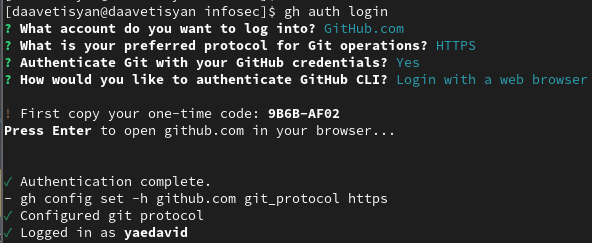 [daavetisyan@daavetisyan infosec]$ gh auth login
? What account do you want to log into? GitHub.com
? What is your preferred protocol for Git operations? HTTPS
? Authenticate Git with your GitHub credentials? Yes
? How would you like to authenticate GitHub CLI? Login with a web browser
! First copy your one-time code: 9B6B-AF02
Press Enter to open github.com in your browser...
✓ Authentication complete.
- gh config set -h github.com git_protocol https
✓ Configured git protocol
✓ Logged in as yaedavid